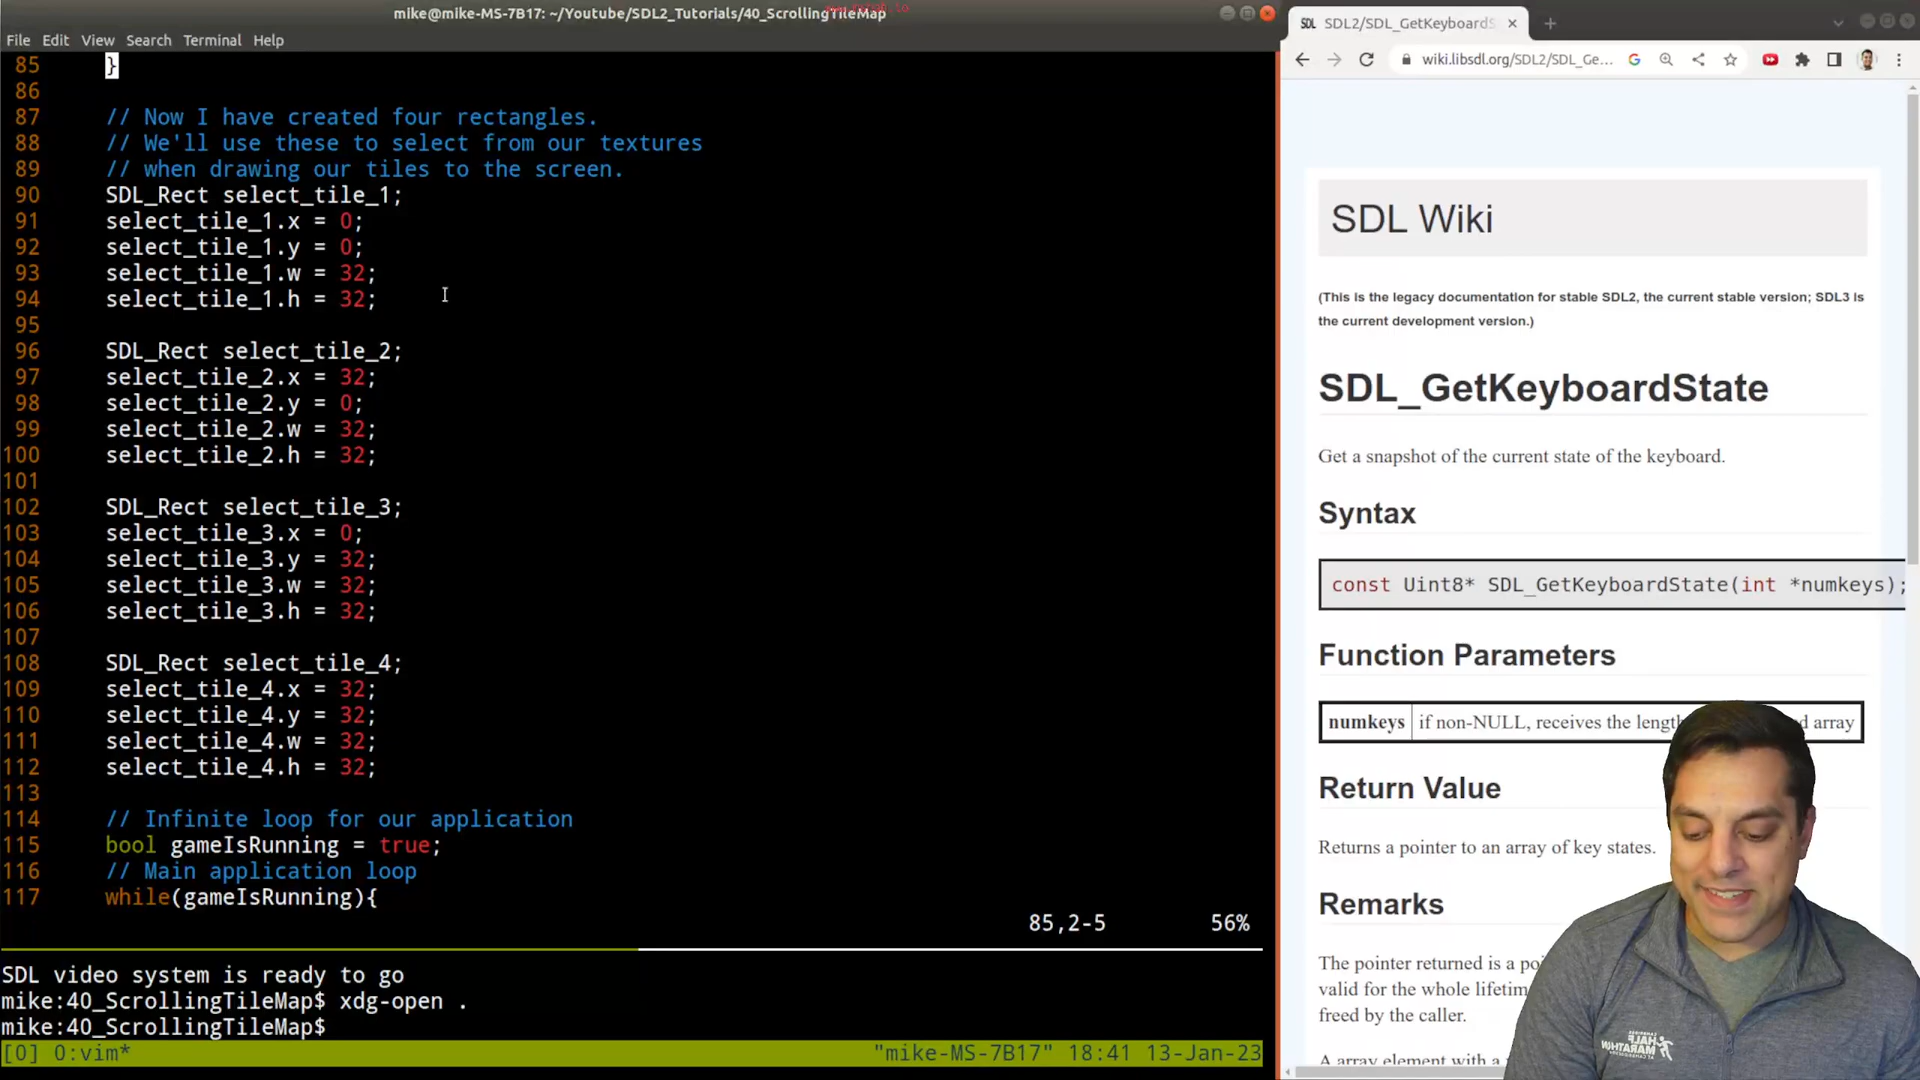 mike@mike-MS-7B17: ~/Youtube/SDL2_Tutorials/40_ScrollingTileMap
File Edit View Search Terminal Help
85 }
86
87 // Now I have created four rectangles.
88 // We'll use these to select from our textures
89 // when drawing our tiles to the screen.
90 SDL_Rect select_tile_1;
91 select_tile_1.x = 0;
92 select_tile_1.y = 0;
93 select_tile_1.w = 32;
94 select_tile_1.h = 32;
95
96 SDL_Rect select_tile_2;
97 select_tile_2.x = 32;
98 select_tile_2.y = 0;
99 select_tile_2.w = 32;
100 select_tile_2.h = 32;
101
102 SDL_Rect select_tile_3;
103 select_tile_3.x = 0;
104 select_tile_3.y = 32;
105 select_tile_3.w = 32;
106 select_tile_3.h = 32;
107
108 SDL_Rect select_tile_4;
109 select_tile_4.x = 32;
110 select_tile_4.y = 32;
111 select_tile_4.w = 32;
112 select_tile_4.h = 32;
113
114 // Infinite loop for our application
115 bool gameIsRunning = true;
116 // Main application loop
117 while(gameIsRunning){
85,2-5 56%
SDL video system is ready to go
mike:40_ScrollingTileMap$ xdg-open .
mike:40_ScrollingTileMap$
[0] 0:vim* "mike-MS-7B17" 18:41 13-Jan-23
SDL SDL2/SDL_GetKeyboardS
wiki.libsdl.org/SDL2/SDL_Ge...
SDL Wiki
(This is the legacy documentation for stable SDL2, the current stable version; SDL3 is
the current development version.)
SDL_GetKeyboardState
Get a snapshot of the current state of the keyboard.
Syntax
const Uint8* SDL_GetKeyboardState(int *numkeys);
Function Parameters
numkeys if non-NULL, receives the length d array
Return Value
Returns a pointer to an array of key states.
Remarks
The pointer returned is a
valid for the whole
freed by the caller.
A array element with a
HALF
MARATHON